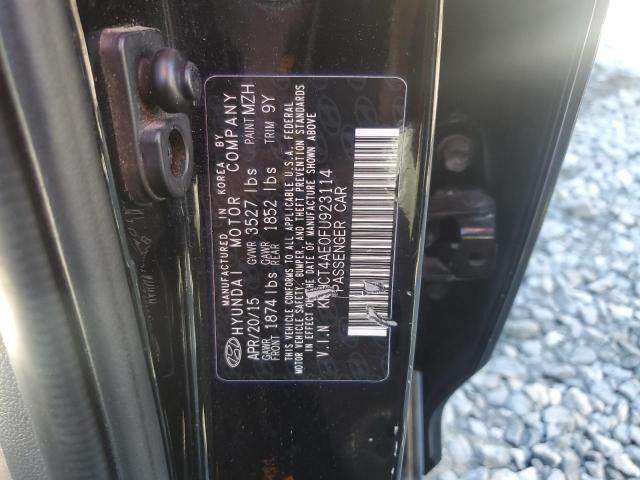 MANUFACTURED IN KOREA BY
HYUNDAI MOTOR COMPANY
APR/20/15 GVWR 3527 lbs PAINT MZH
GAWR FRONT 1874 lbs GAWR REAR 1852 lbs TRIM 9Y
THIS VEHICLE CONFORMS TO ALL APPLICABLE U.S.A. FEDERAL
MOTOR VEHICLE SAFETY, BUMPER, AND THEFT PREVENTION STANDARDS
IN EFFECT ON THE DATE OF MANUFACTURE SHOWN ABOVE
V.I.N KMHCT4AE0FU923114
PASSENGER CAR